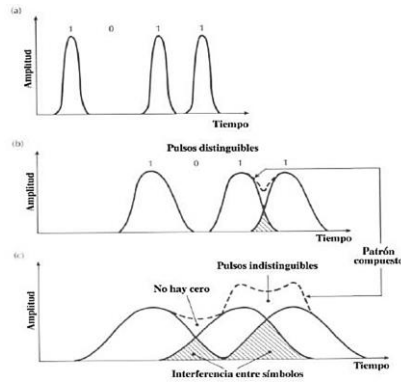 (a)
1 0 1 1
Amplitud
Tiempo
(b)
Pulsos distinguibles
1 0 1 1
Amplitud
Tiempo
Patrón
compuesto
(c)
Pulsos indistinguibles
No hay cero
Amplitud
Tiempo
Interferencia entre símbolos